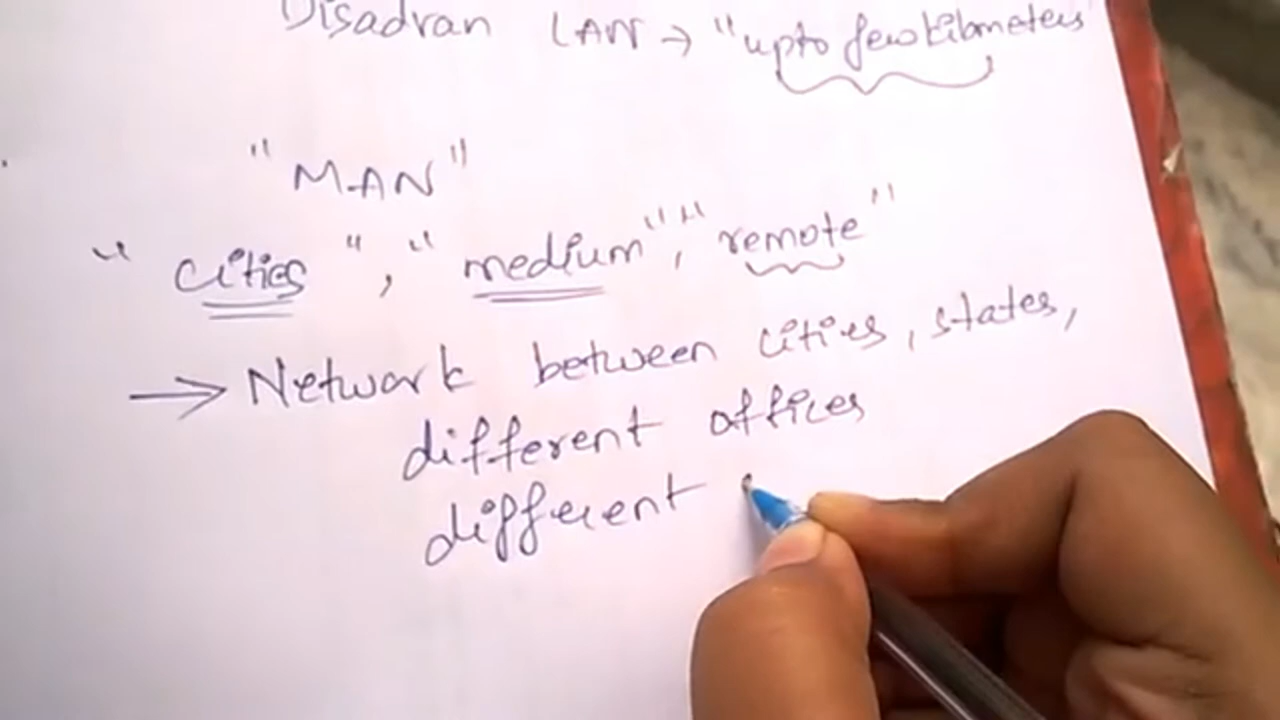 Disadvan LAN → "upto few kilometers
"MAN"
"cities", "medium", "remote"
→ Network between cities, states,
different offices
different